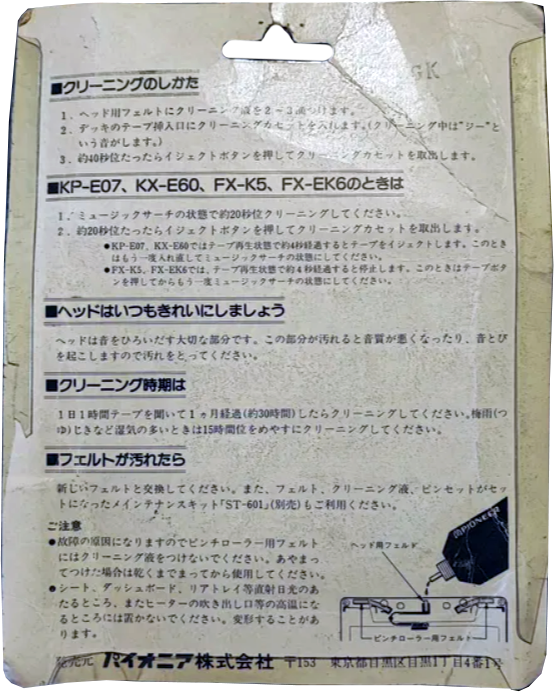 GK
■クリーニングのしかた
1. ヘッド用フェルトにクリーニング液を2〜3滴つけます。
2. デッキのテープ挿入口にクリーニングカセットを入れます。(クリーニング中は"ジー"と
いう音がします。)
3. 約40秒位たったらイジェクトボタンを押してクリーニングカセットを取出します。
■KP-E07、KX-E60、FX-K5、FX-EK6のときは
1. ミュージックサーチの状態で約20秒位クリーニングしてください。
2. 約20秒位たったらイジェクトボタンを押してクリーニングカセットを取出します。
●KP-E07, KX-E60ではテープ再生状態で約4秒経過するとテープをイジェクトします。このとき
はもう一度入れ直してミュージックサーチの状態にしてください。
●FX-K5, FX-EK6では、テープ再生状態で約4秒経過すると停止します。このときはテープボタ
ンを押してからもう一度ミュージックサーチの状態にしてください。
■ヘッドはいつもきれいにしましょう
ヘッドは音をひろいだす大切な部分です。この部分が汚れると音質が悪くなったり、音とび
を起こしますので汚れをとってください。
■クリーニング時期は
1日1時間テープを聞いて1ヵ月経過(約30時間)したらクリーニングしてください。梅雨(つ
ゆ)じきなど湿気の多いときは15時間位をめやすにクリーニングしてください。
■フェルトが汚れたら
新しいフェルトと交換してください。また、フェルト、クリーニング液、ピンセットがセッ
トになったメインテナンスキット「ST-601」(別売)もご利用ください。
ご注意
●故障の原因になりますのでピンチローラー用フェルト
にはクリーニング液をつけないでください。あやまっ
てつけた場合は乾くまでまってから使用してください。
●シート、ダッシュボード、リアトレイ等直射日光のあ
たるところ、またヒーターの吹き出し口等の高温にな
るところには置かないでください。変形することがあ
ります。
PIONEER
ヘッド用フェルト
ピンチローラー用フェルト
発売元 パイオニア株式会社 〒153 東京都目黒区目黒1丁目4番1号